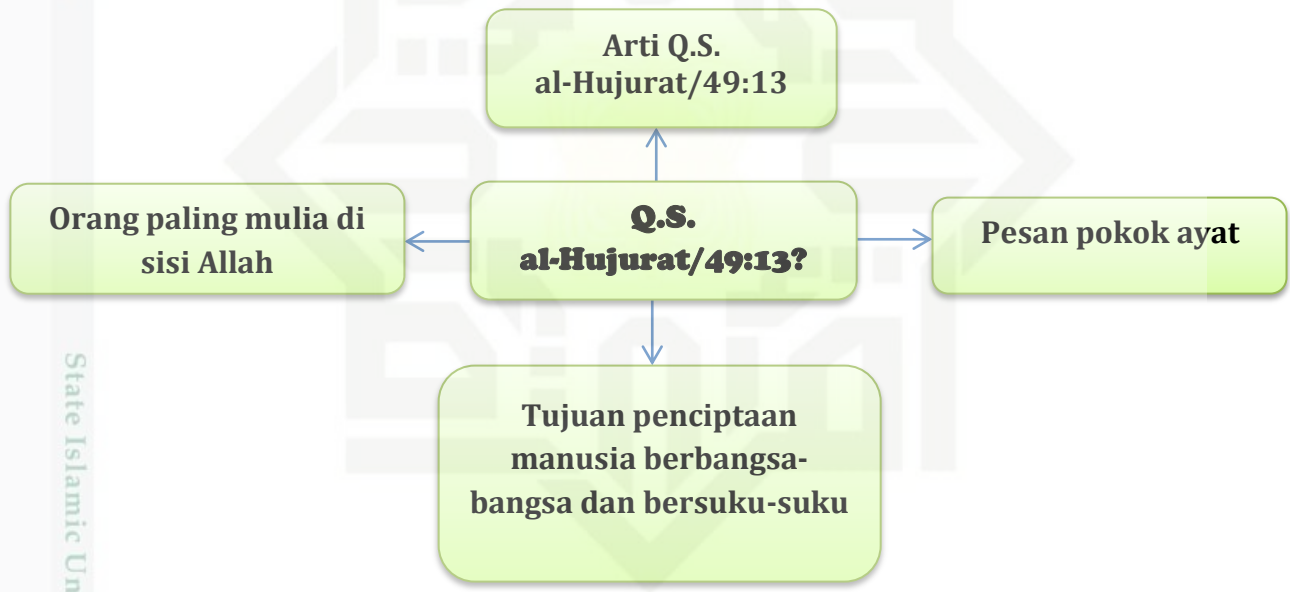 Arti Q.S.
al-Hujurat/49:13
Orang paling mulia di
sisi Allah
Q.S.
al-Hujurat/49:13?
Pesan pokok ayat
Tujuan penciptaan
manusia berbangsa-
bangsa dan bersuku-suku
State Islamic Un